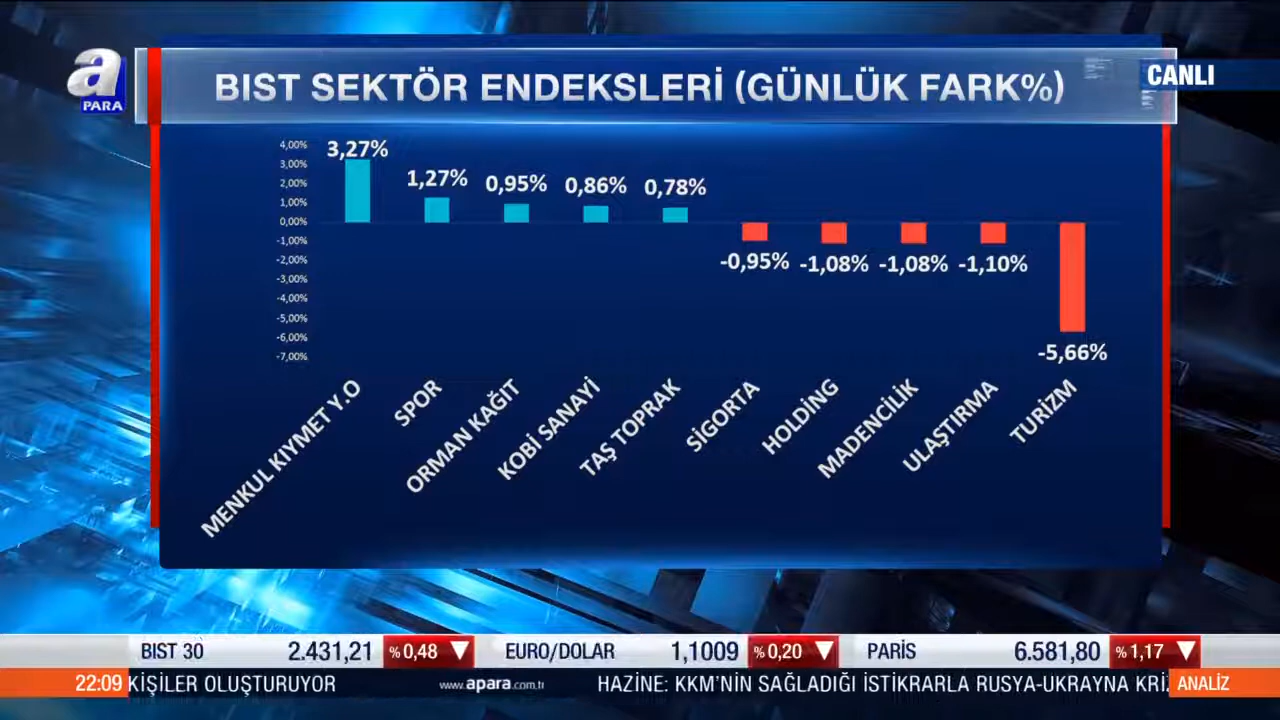 a
PARA
BIST SEKTÖR ENDEKSLERİ (GÜNLÜK FARK%)
CANLI
4,00%
3,00%
2,00%
1,00%
0,00%
-1,00%
-2,00%
-3,00%
-4,00%
-5,00%
-6,00%
-7,00%
3,27%
1,27%
0,95%
0,86%
0,78%
-0,95%
-1,08%
-1,08%
-1,10%
-5,66%
MENKUL KIYMET Y.O
SPOR
ORMAN KAĞIT
KOBİ SANAYİ
TAŞ TOPRAK
SİGORTA
HOLDİNG
MADENCİLİK
ULAŞTIRMA
TURİZM
BIST 30 2.431,21 %0,48 EURO/DOLAR 1,1009 %0,20 PARİS 6.581,80 %1,17
22:09 KİŞİLER OLUŞTURUYOR www.apara.com.tr HAZİNE: KKM'NİN SAĞLADIĞI İSTİKRARLA RUSYA-UKRAYNA KRİZ ANALİZ